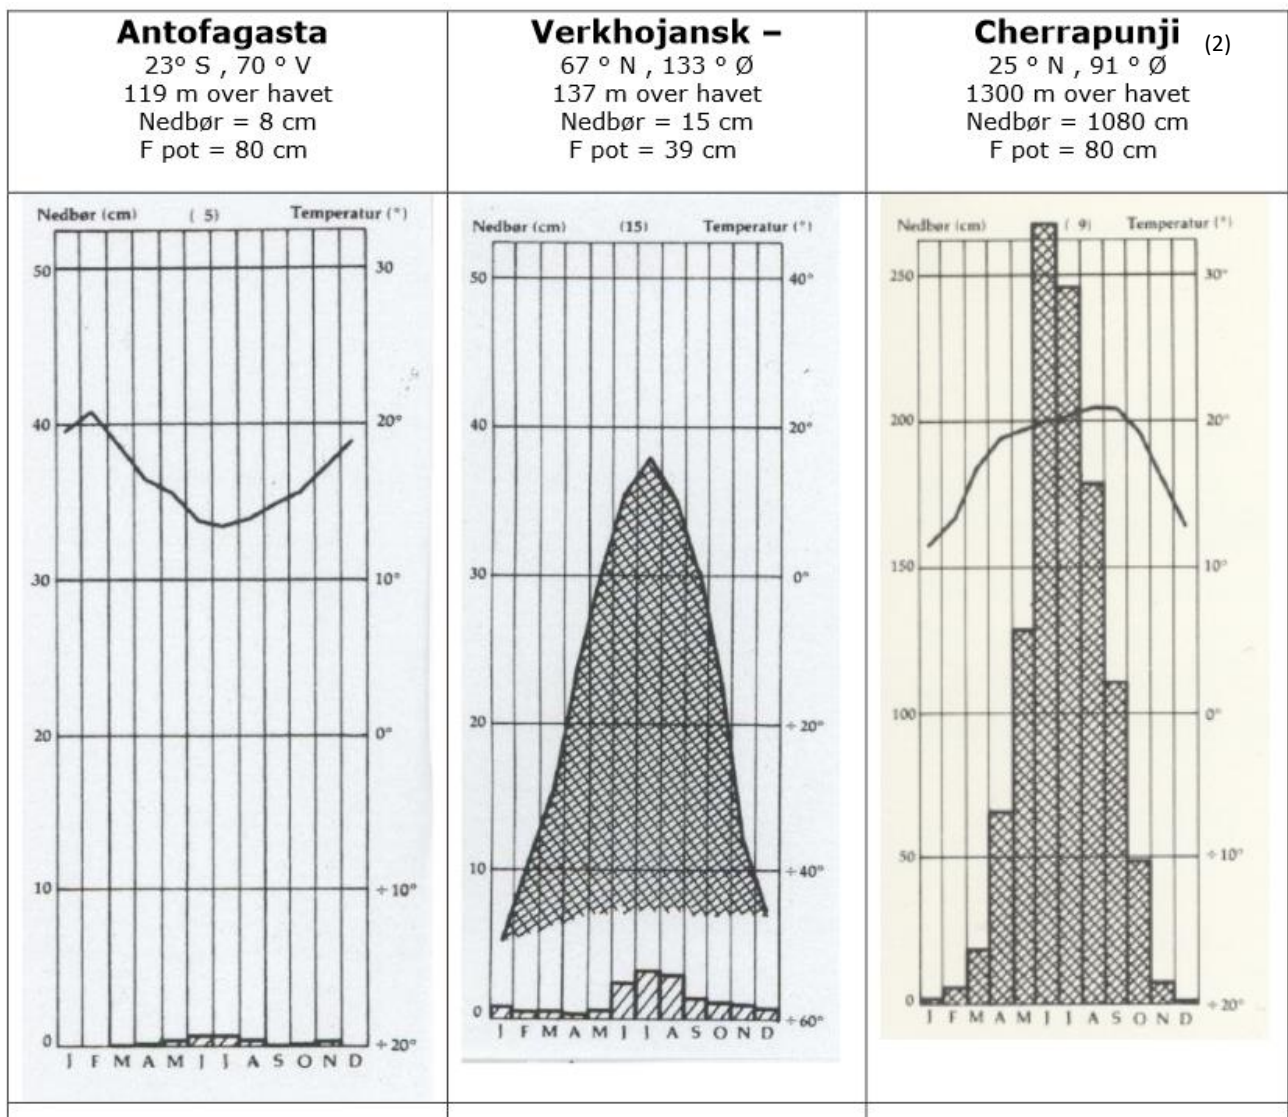 Antofagasta
23° S , 70 ° V
119 m over havet
Nedbør = 8 cm
F pot = 80 cm
Verkhojansk –
67 ° N , 133 ° Ø
137 m over havet
Nedbør = 15 cm
F pot = 39 cm
Cherrapunji (2)
25 ° N , 91 ° Ø
1300 m over havet
Nedbør = 1080 cm
F pot = 80 cm
Nedbør (cm) ( 5) Temperatur (°)
50 30
40 20°
30 10°
20 0°
10 ÷10°
0 ÷20°
J F M A M J J A S O N D
Nedbør (cm) (15) Temperatur (°)
50 40°
40 20°
30 0°
20 ÷20°
10 ÷40°
0 ÷60°
J F M A M J J A S O N D
Nedbør (cm) ( 9) Temperatur (°)
250 30°
200 20°
150 10°
100 0°
50 ÷10°
0 ÷20°
J F M A M J J A S O N D